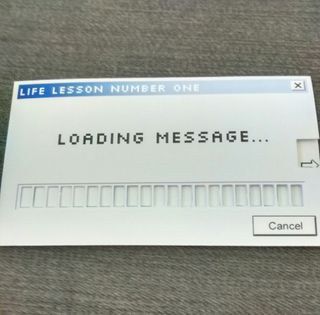 LIFE LESSON NUMBER ONE
LOADING MESSAGE...
Cancel